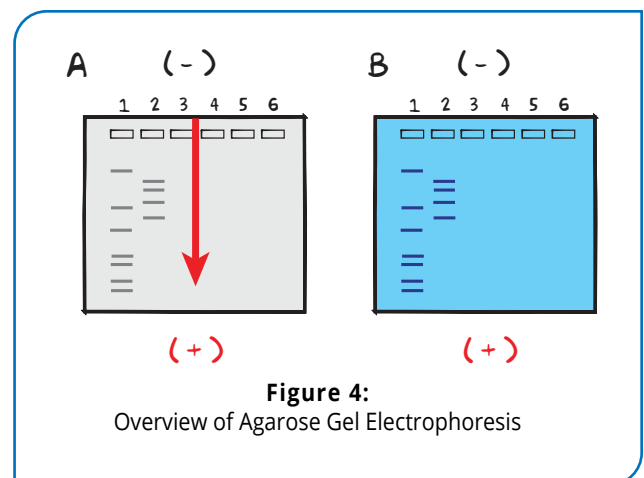 A (-)
1 2 3 4 5 6
(+)
B (-)
1 2 3 4 5 6
(+)
Figure 4:
Overview of Agarose Gel Electrophoresis